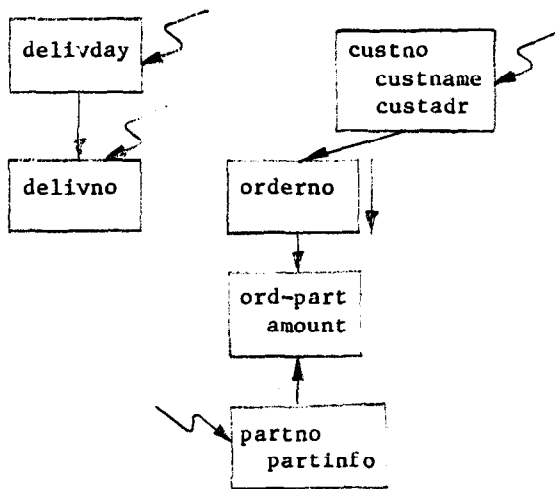 delivday
delivno
custno
custname
custadr
orderno
ord-part
amount
partno
partinfo